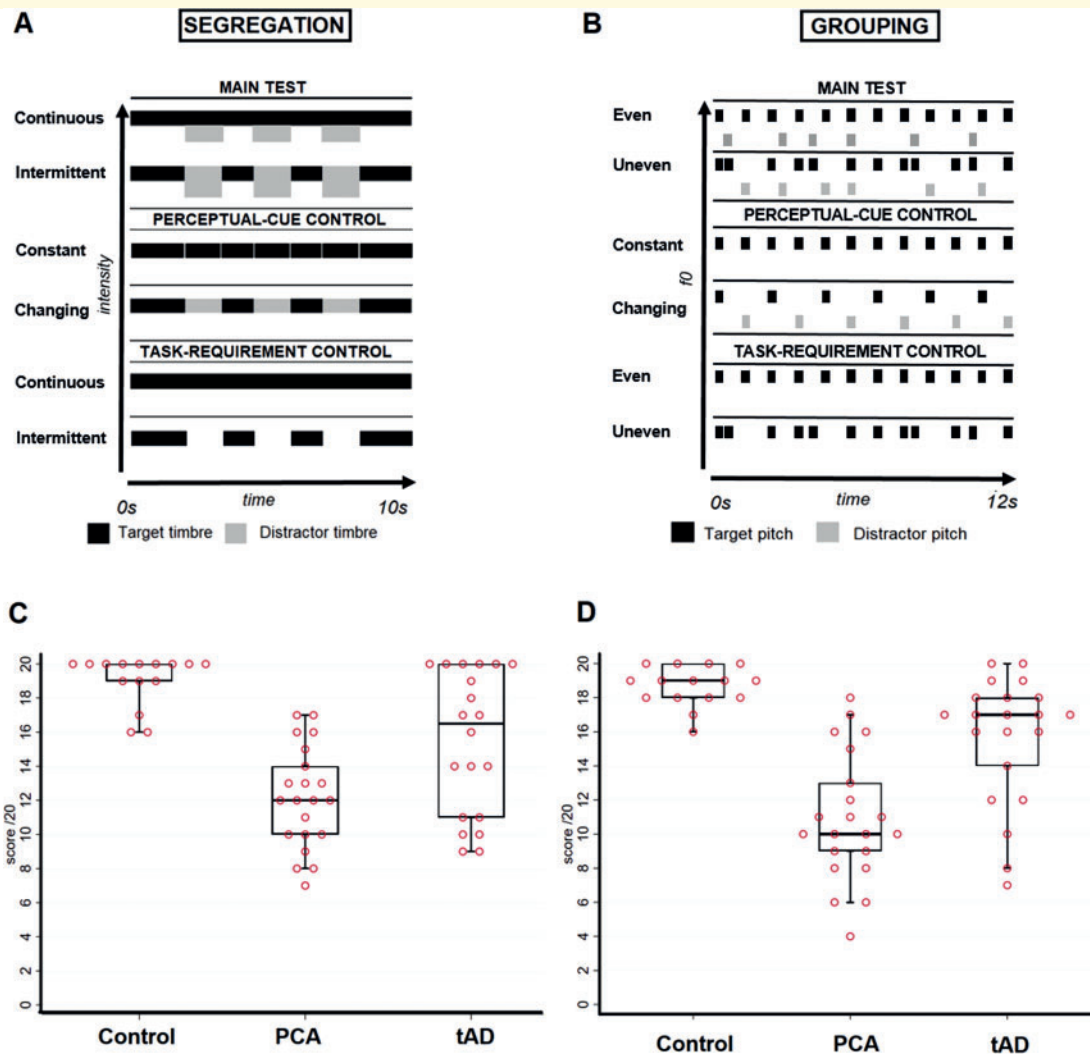 A
SEGREGATION
MAIN TEST
Continuous
Intermittent
PERCEPTUAL-CUE CONTROL
Constant
Changing
TASK-REQUIREMENT CONTROL
Continuous
Intermittent
intensity
0s
time
10s
Target timbre
Distractor timbre
B
GROUPING
MAIN TEST
Even
Uneven
PERCEPTUAL-CUE CONTROL
Constant
Changing
TASK-REQUIREMENT CONTROL
Even
Uneven
f0
0s
time
12s
Target pitch
Distractor pitch
C
score /20
20
18
16
14
12
10
8
6
4
2
0
Control
PCA
tAD
D
score /20
20
18
16
14
12
10
8
6
4
2
0
Control
PCA
tAD